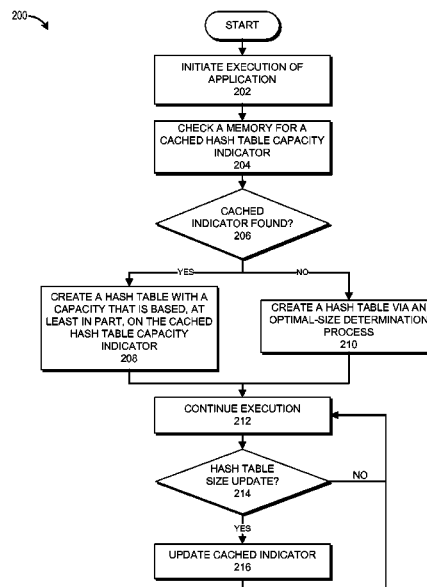 200
START
INITIATE EXECUTION OF
APPLICATION
202
CHECK A MEMORY FOR A
CACHED HASH TABLE CAPACITY
INDICATOR
204
CACHED
INDICATOR FOUND?
206
YES
NO
CREATE A HASH TABLE WITH A
CAPACITY THAT IS BASED, AT
LEAST IN PART, ON THE CACHED
HASH TABLE CAPACITY
INDICATOR
208
CREATE A HASH TABLE VIA AN
OPTIMAL-SIZE DETERMINATION
PROCESS
210
CONTINUE EXECUTION
212
HASH TABLE
SIZE UPDATE?
214
NO
YES
UPDATE CACHED INDICATOR
216